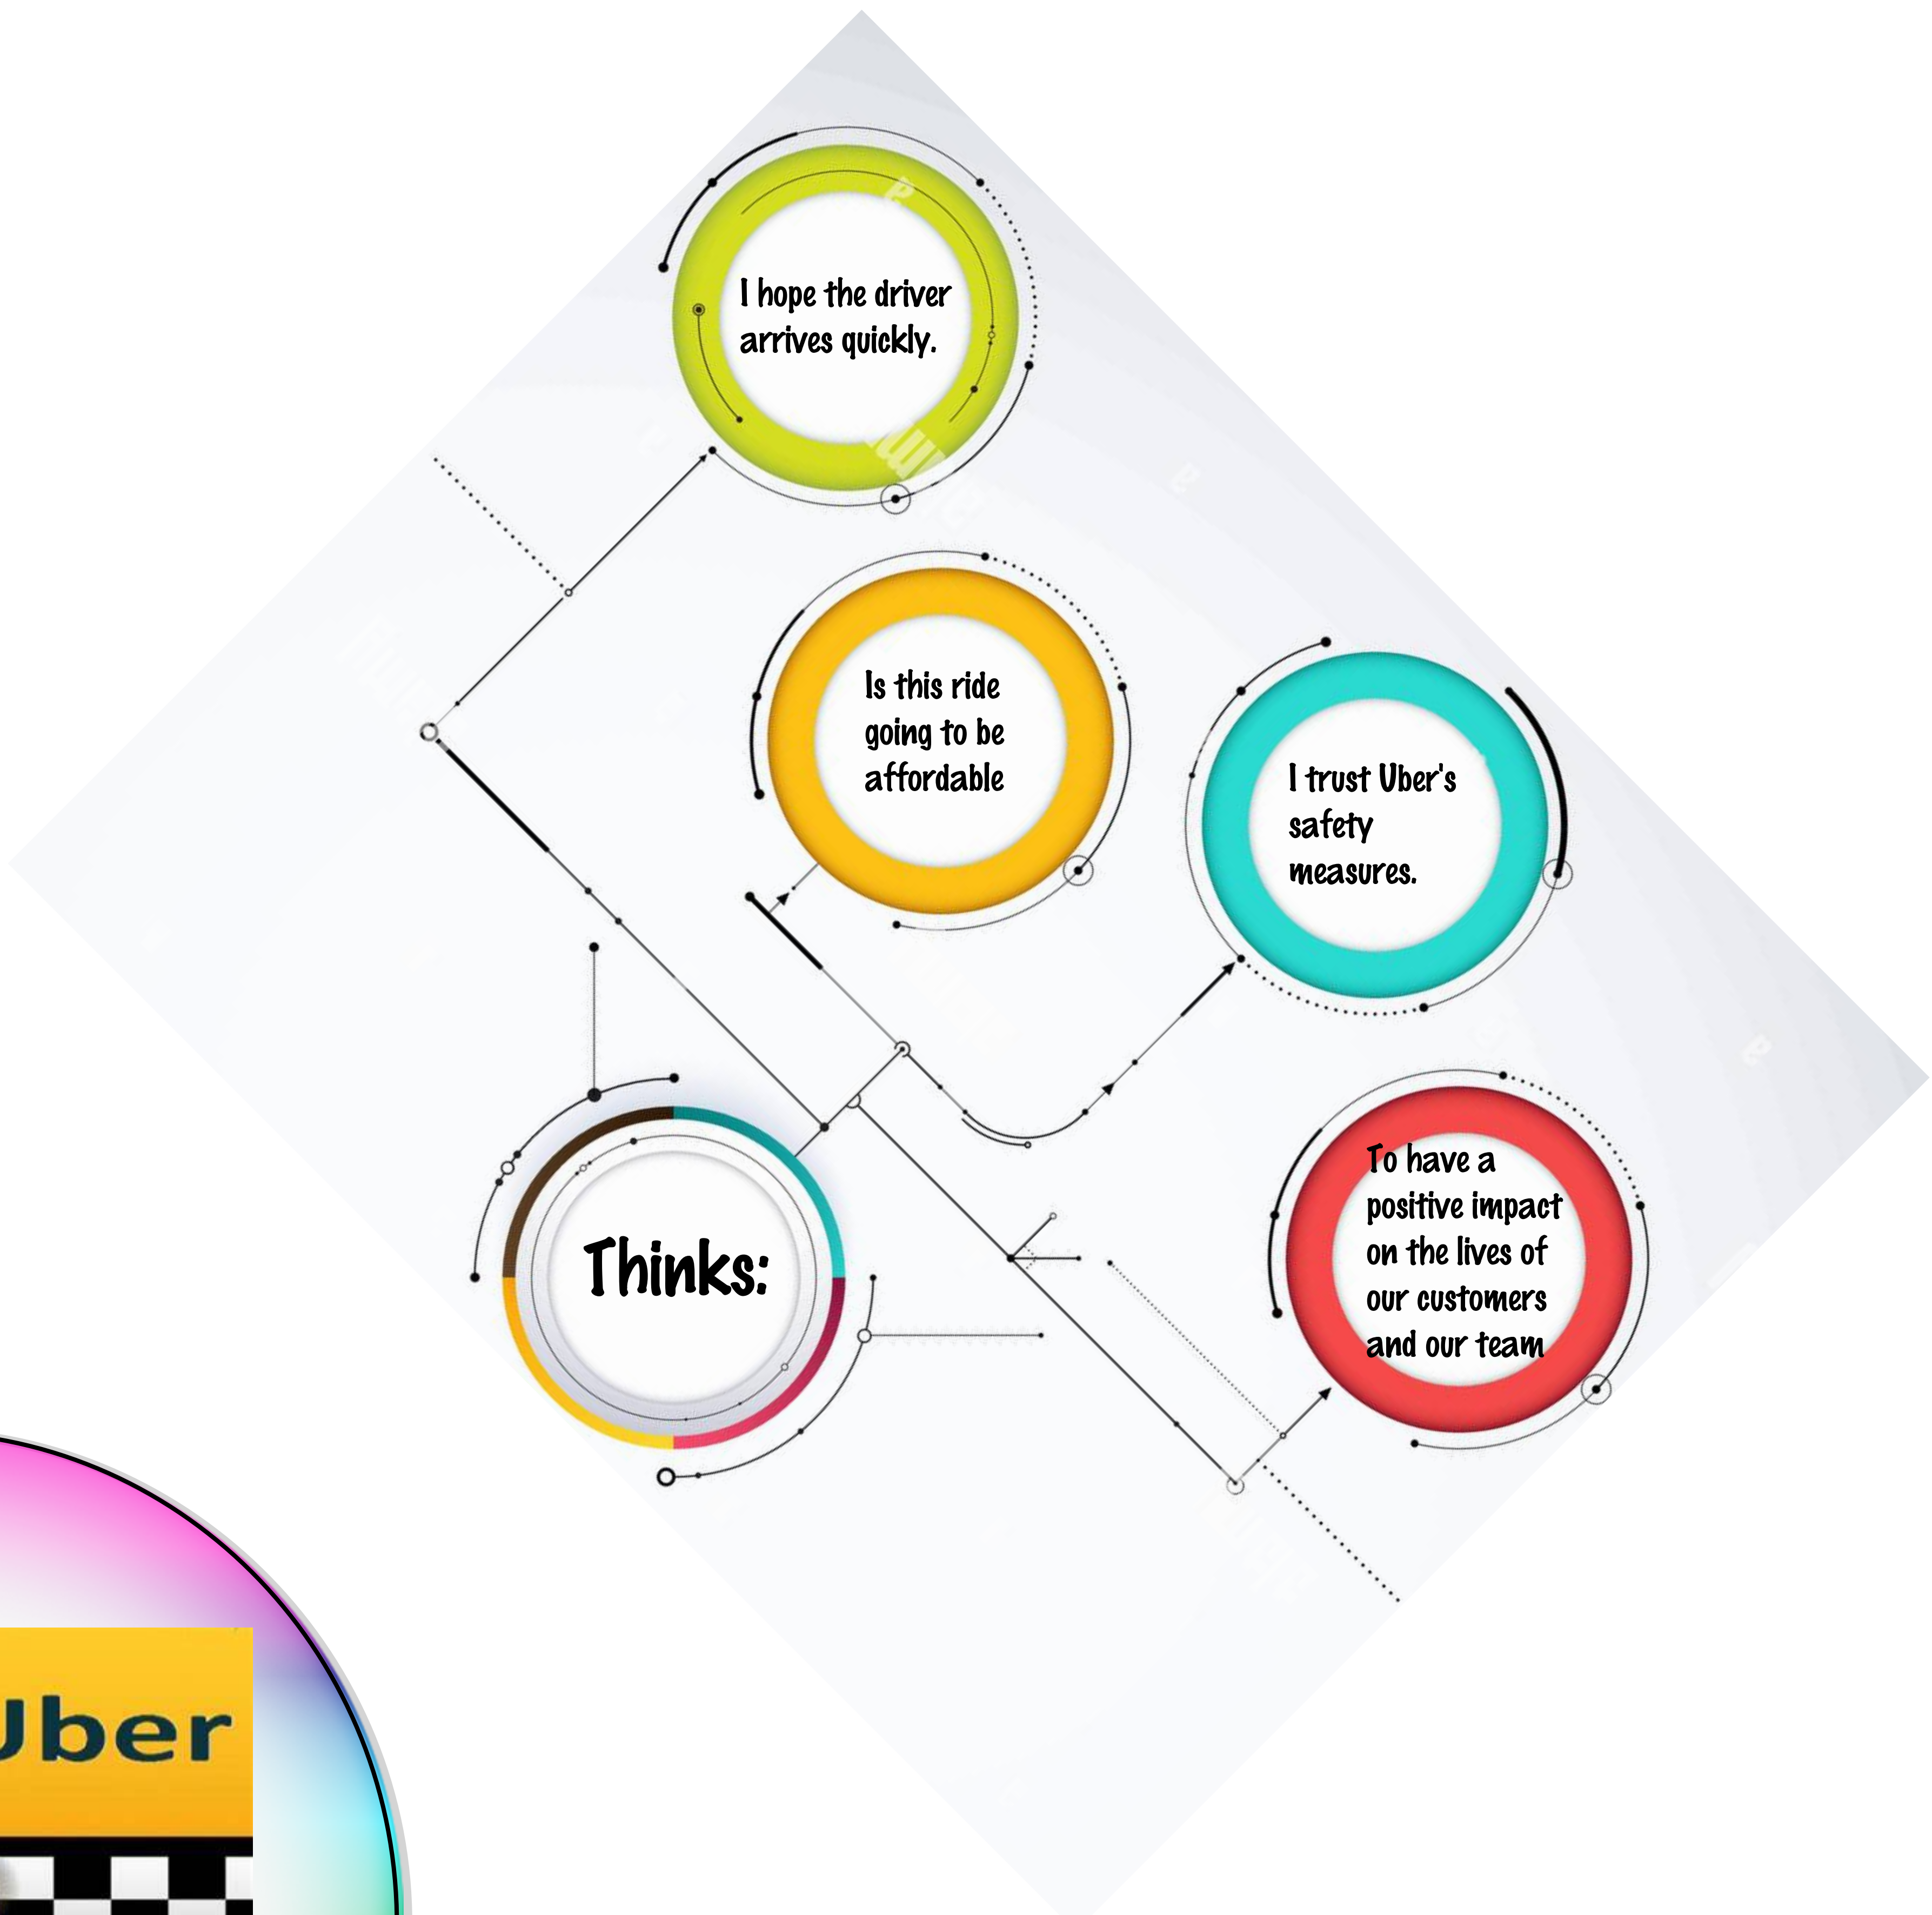 I hope the driver
arrives quickly.
Is this ride
going to be
affordable
I trust Uber's
safety
measures.
To have a
positive impact
on the lives of
our customers
and our team
Thinks:
Uber